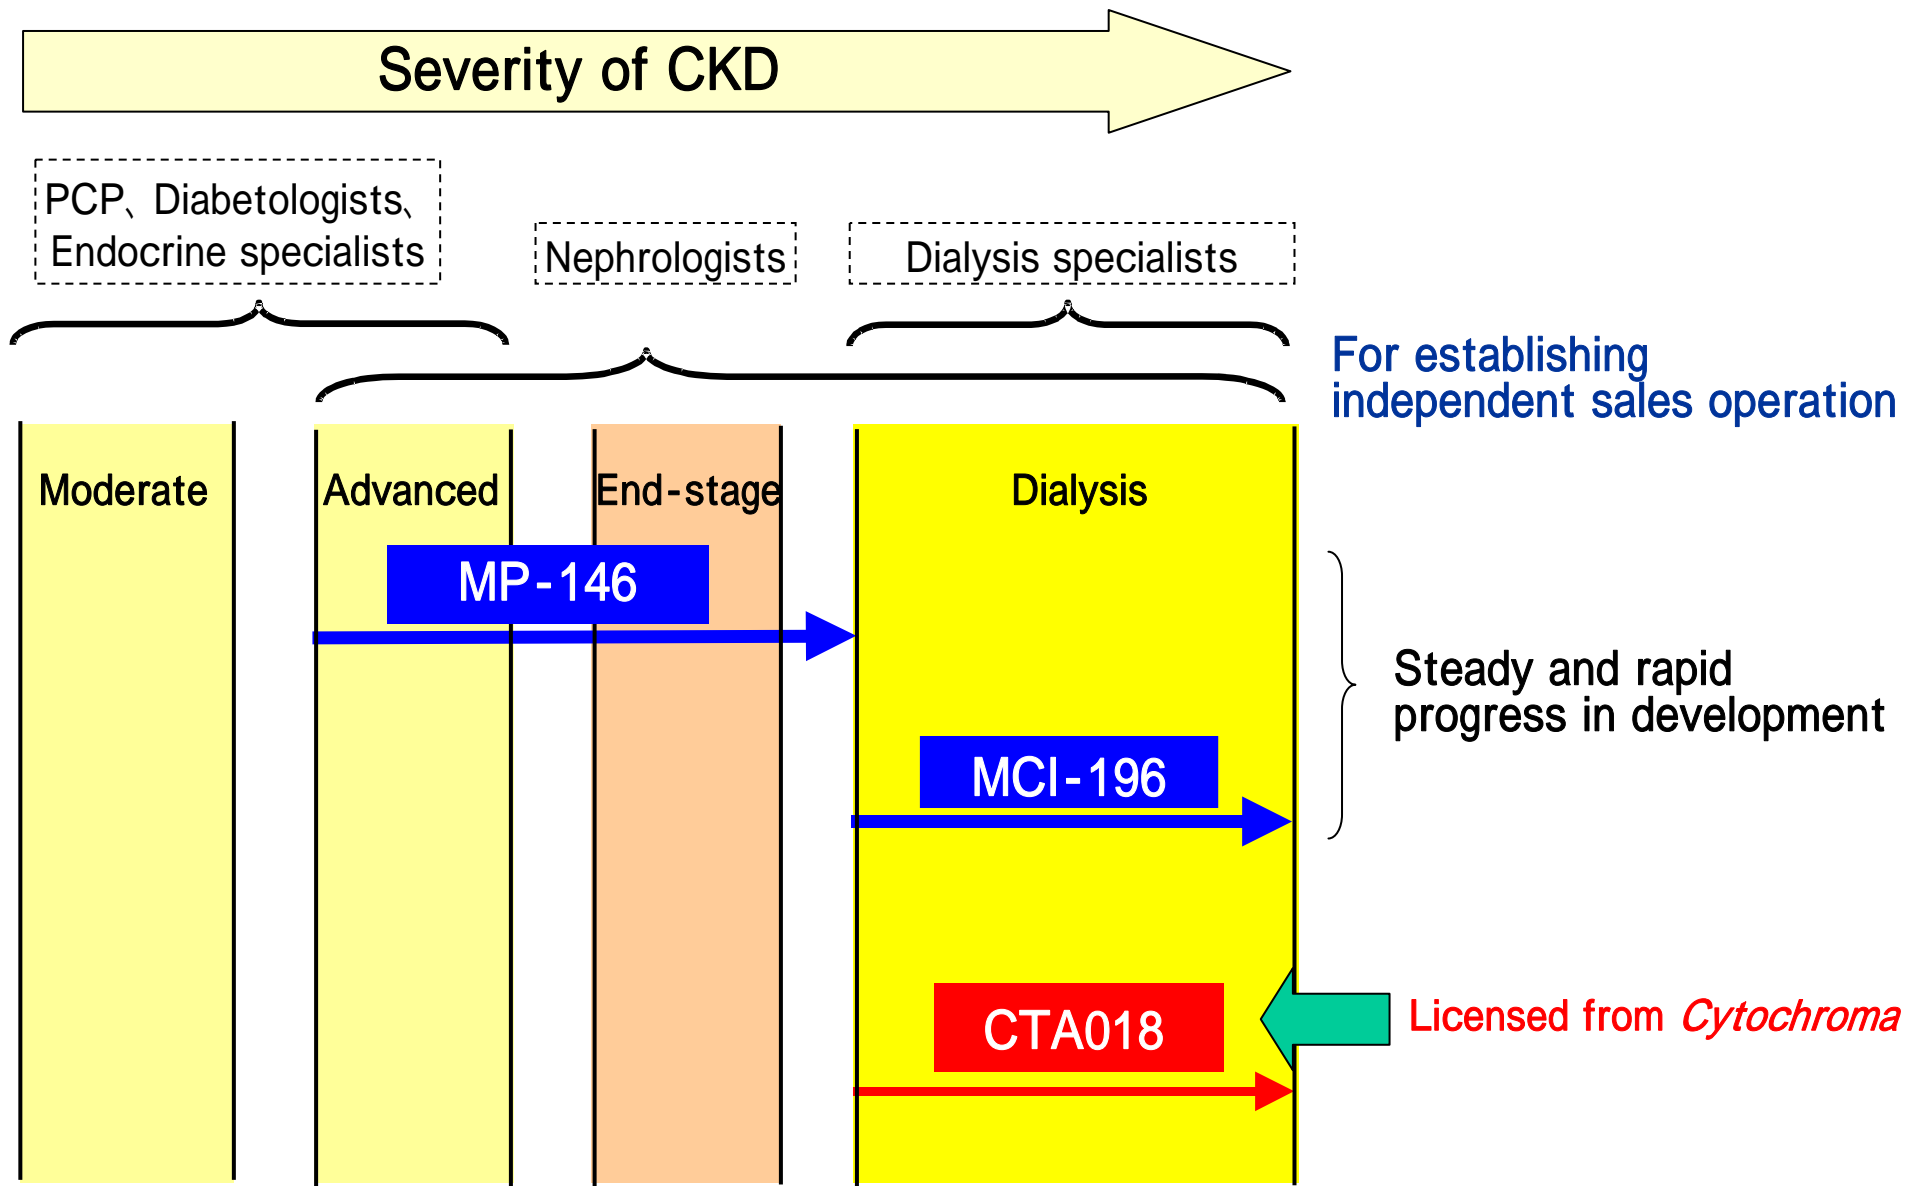 Severity of CKD
PCP、Diabetologists、
Endocrine specialists
Nephrologists
Dialysis specialists
For establishing
independent sales operation
Moderate
Advanced
End-stage
Dialysis
MP-146
Steady and rapid
progress in development
MCI-196
CTA018
Licensed from Cytochroma